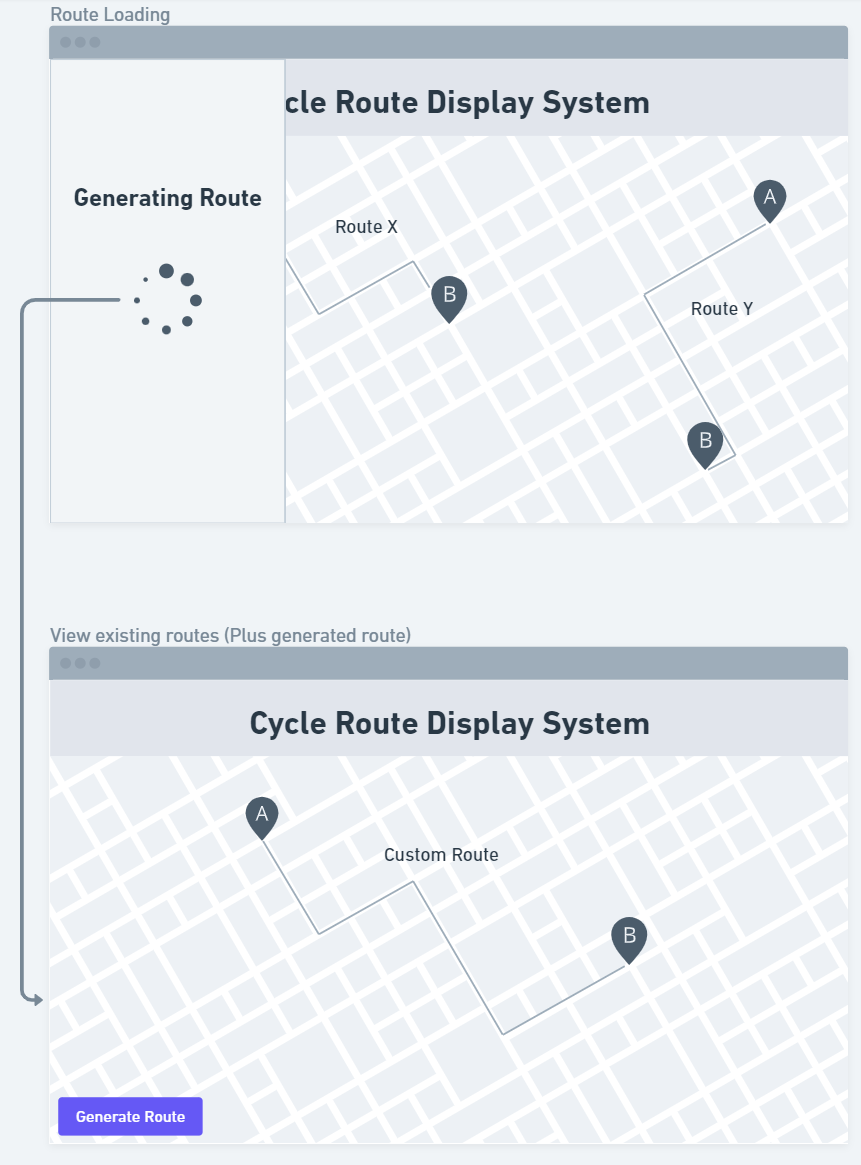 Route Loading
cle Route Display System
Generating Route
Route X
A
B
Route Y
B
View existing routes (Plus generated route)
Cycle Route Display System
A
Custom Route
B
Generate Route